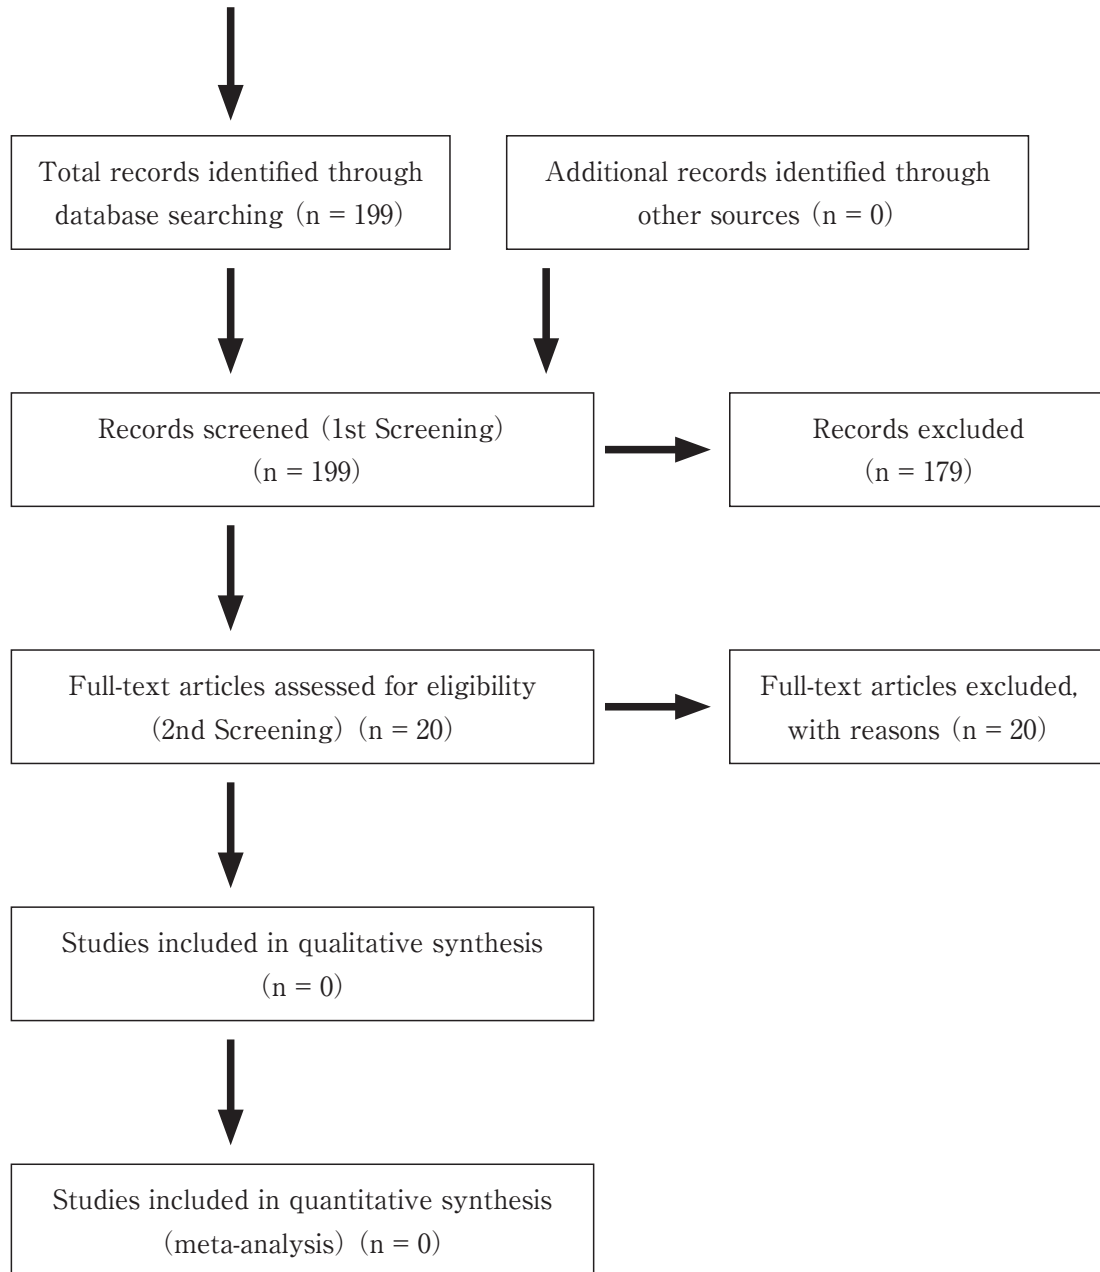 Total records identified through
database searching (n = 199)
Additional records identified through
other sources (n = 0)
Records screened (1st Screening)
(n = 199)
Records excluded
(n = 179)
Full-text articles assessed for eligibility
(2nd Screening) (n = 20)
Full-text articles excluded,
with reasons (n = 20)
Studies included in qualitative synthesis
(n = 0)
Studies included in quantitative synthesis
(meta-analysis) (n = 0)